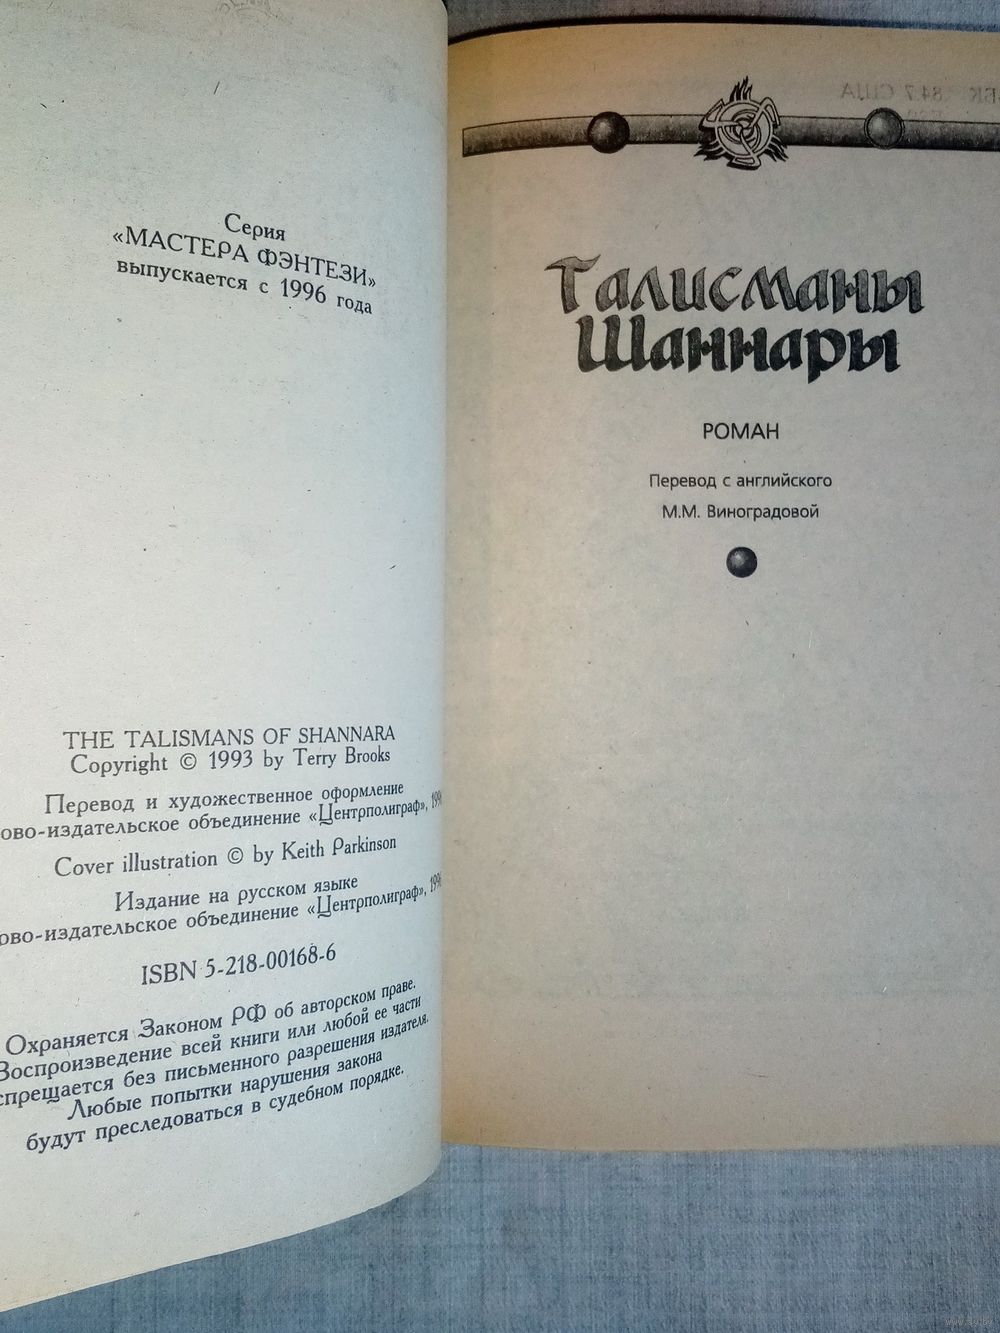 Серия
«МАСТЕРА ФЭНТЕЗИ»
выпускается с 1996 года
THE TALISMANS OF SHANNARA
Copyright © 1993 by Terry Brooks
Перевод и художественное оформление
ово-издательское объединение «Центрполиграф»,
Cover illustration © by Keith Parkinson
Издание на русском языке
ово-издательское объединение «Центрполиграф»,
ISBN 5-218-00168-6
Охраняется Законом РФ об авторском праве.
Воспроизведение всей книги или любой ее части
спрещается без письменного разрешения издателя.
Любые попытки нарушения закона
будут преследоваться в судебном порядке.
Талисманы
Шаннары
РОМАН
Перевод с английского
М.М. Виноградовой